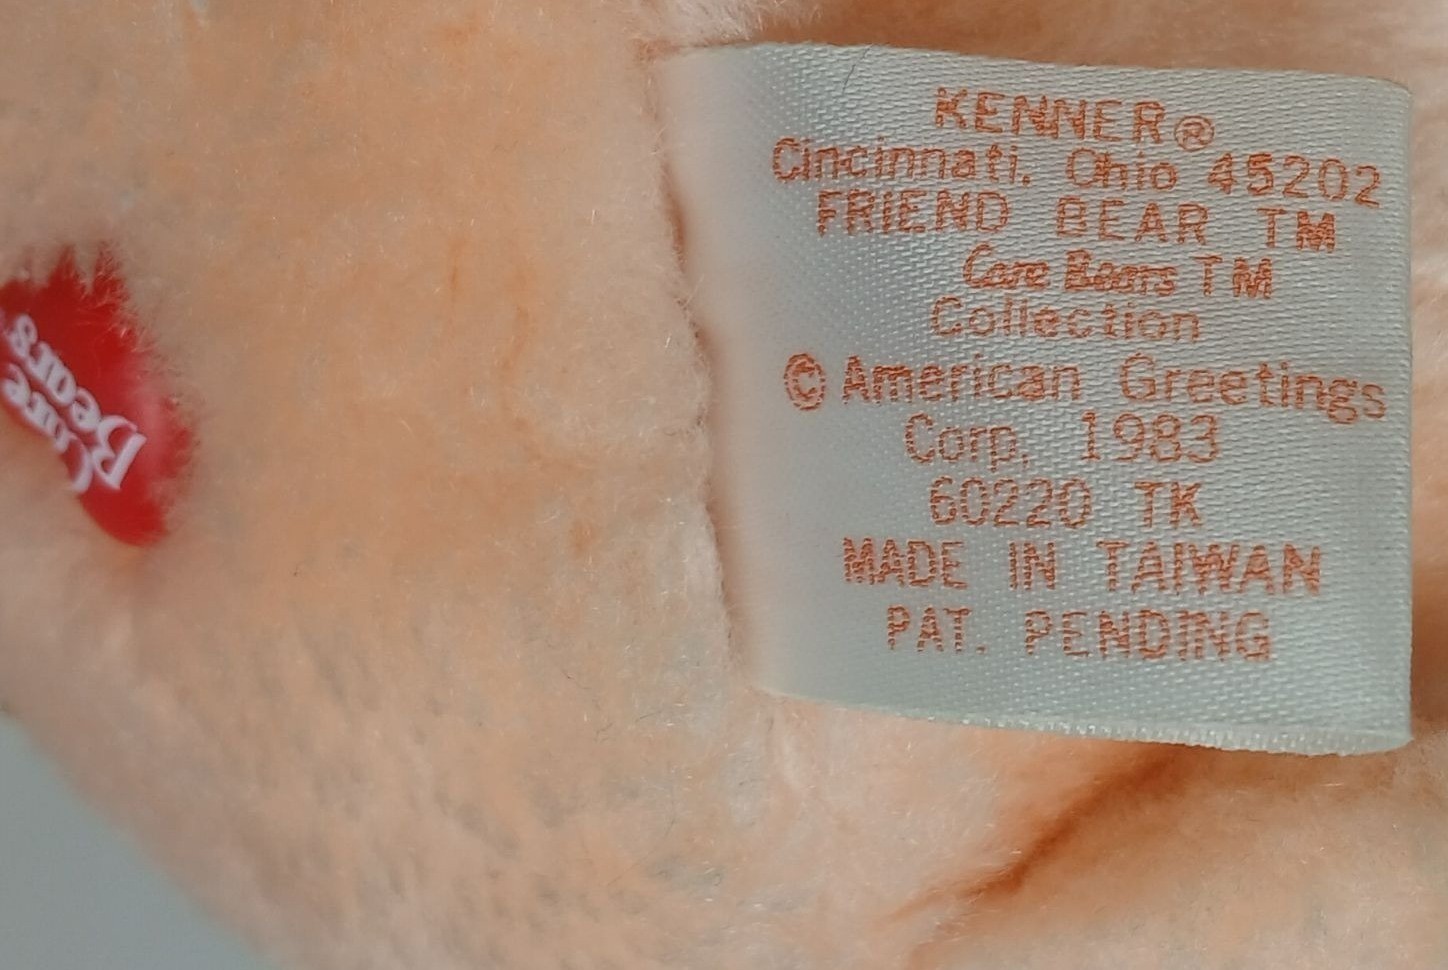 KENNER®
Cincinnati, Ohio 45202
FRIEND BEAR TM
Care Bears TM
Collection
© American Greetings
Corp. 1983
60220 TK
MADE IN TAIWAN
PAT. PENDING
Care
Bears